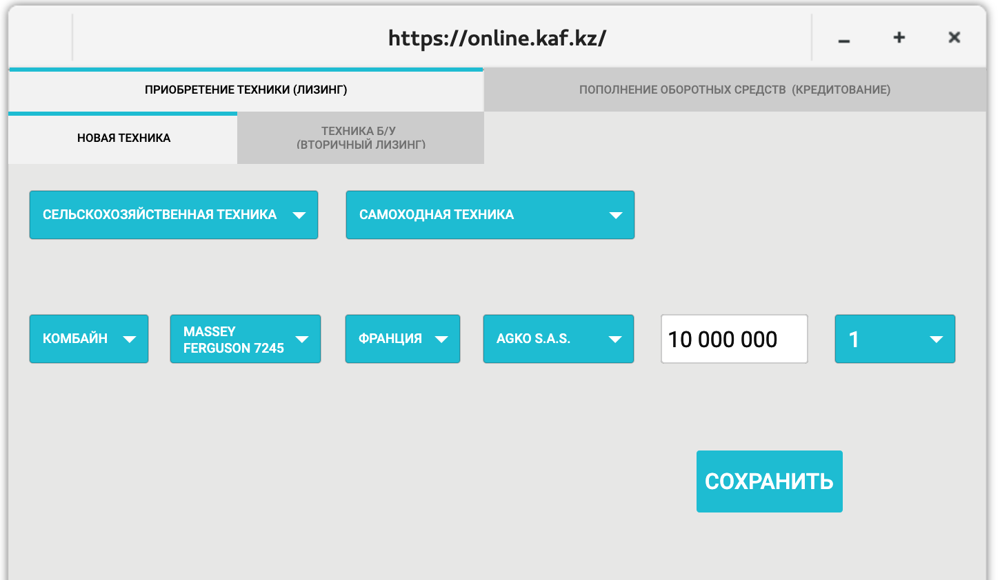 https://online.kaf.kz/
ПРИОБРЕТЕНИЕ ТЕХНИКИ (ЛИЗИНГ)
ПОПОЛНЕНИЕ ОБОРОТНЫХ СРЕДСТВ (КРЕДИТОВАНИЕ)
НОВАЯ ТЕХНИКА
ТЕХНИКА Б/У
(ВТОРИЧНЫЙ ЛИЗИНГ)
СЕЛЬСКОХОЗЯЙСТВЕННАЯ ТЕХНИКА
САМОХОДНАЯ ТЕХНИКА
КОМБАЙН
MASSEY
FERGUSON 7245
ФРАНЦИЯ
AGKO S.A.S.
10 000 000
1
СОХРАНИТЬ